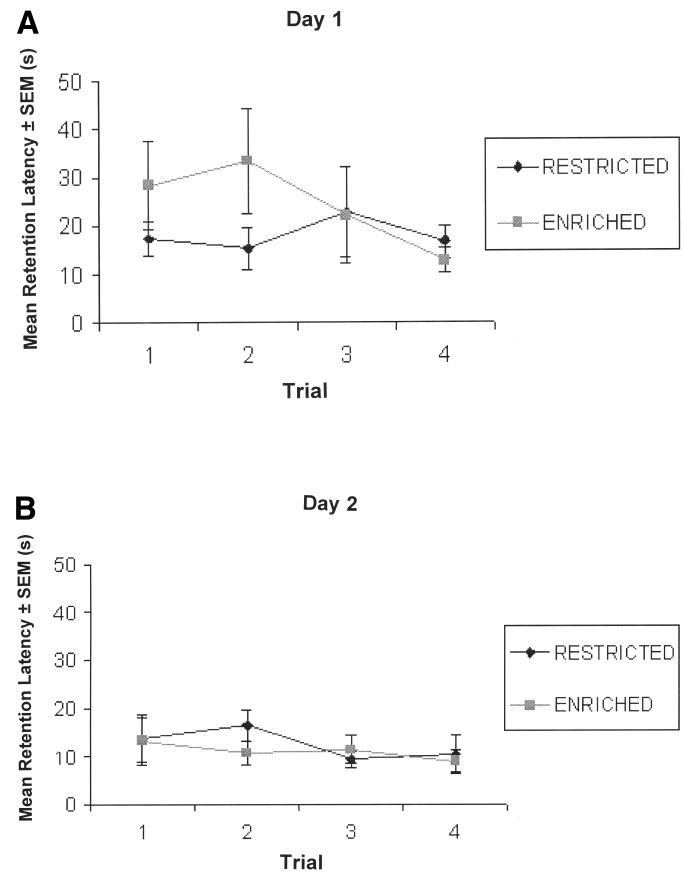 A
Day 1
Mean Retention Latency ± SEM (s)
50
40
30
20
10
0
1 2 3 4
Trial
RESTRICTED
ENRICHED
B
Day 2
Mean Retention Latency ± SEM (s)
50
40
30
20
10
0
1 2 3 4
Trial
RESTRICTED
ENRICHED